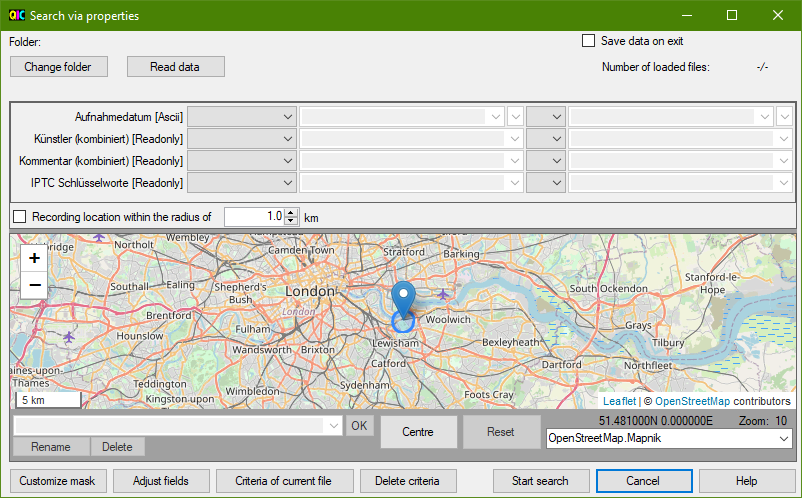 QIC Search via properties
Folder:
Save data on exit
Change folder Read data Number of loaded files: -/-
Aufnahmedatum [Ascii]
Künstler (kombiniert) [Readonly]
Kommentar (kombiniert) [Readonly]
IPTC Schlüsselworte [Readonly]
Recording location within the radius of 1.0 km
Wembley
Northolt
Camden Town
Stratford
Barking
Southall
Ealing
Shepherd's
Bush
London
London
Stanford-le
Hope
South Ockendon
Brentford
Fulham
Woolwich
Grays
Hounslow
Wandsworth
Brixton
Lewisham
Bexleyheath
Tilbury
Catford
Dartford
Northfleet
aines-upon-
Thames
Teddington
Kingston-upon
Wimbledon
Sydenham
Foots Cray
+
−
5 km
Leaflet | © OpenStreetMap contributors
OK Centre Reset 51.481000N 0.000000E Zoom: 10
Rename Delete OpenStreetMap.Mapnik
Customize mask Adjust fields Criteria of current file Delete criteria Start search Cancel Help